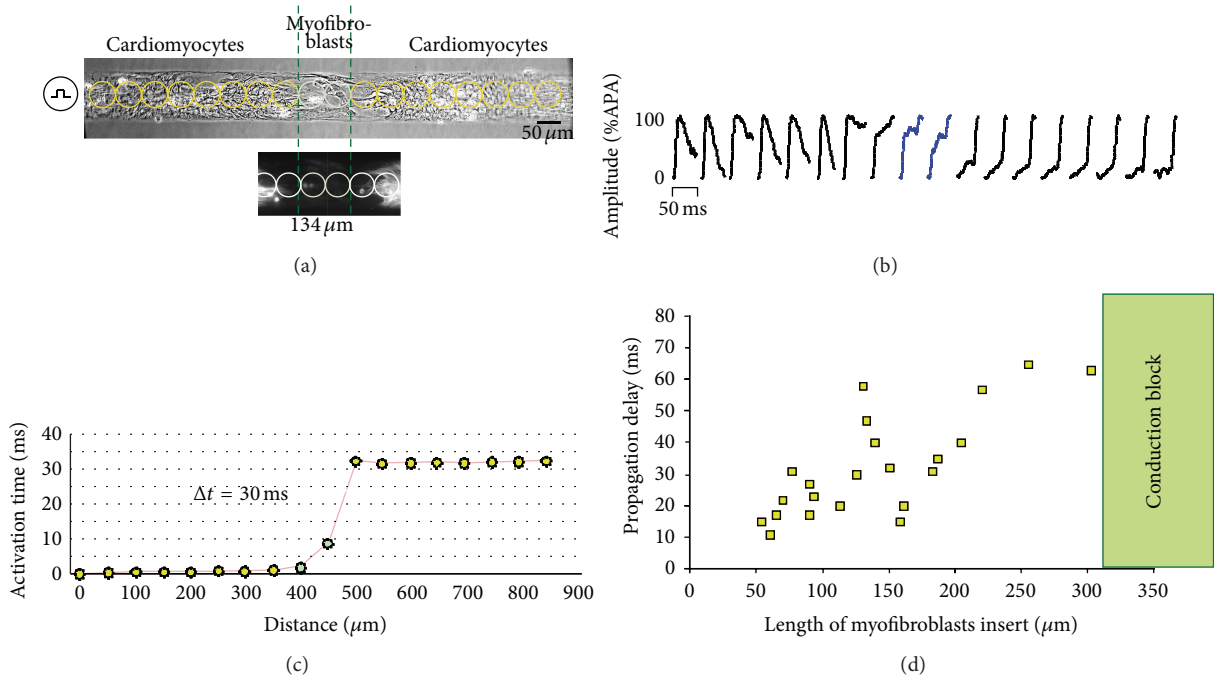 Myofibro-
blasts
Cardiomyocytes
Cardiomyocytes
50 μm
134 μm
(a)
Amplitude (%APA)
100
0
50 ms
(b)
Activation time (ms)
40
30
20
10
0
Δt = 30 ms
0 100 200 300 400 500 600 700 800 900
Distance (μm)
(c)
Propagation delay (ms)
80
70
60
50
40
30
20
10
0
Conduction block
0 50 100 150 200 250 300 350
Length of myofibroblasts insert (μm)
(d)